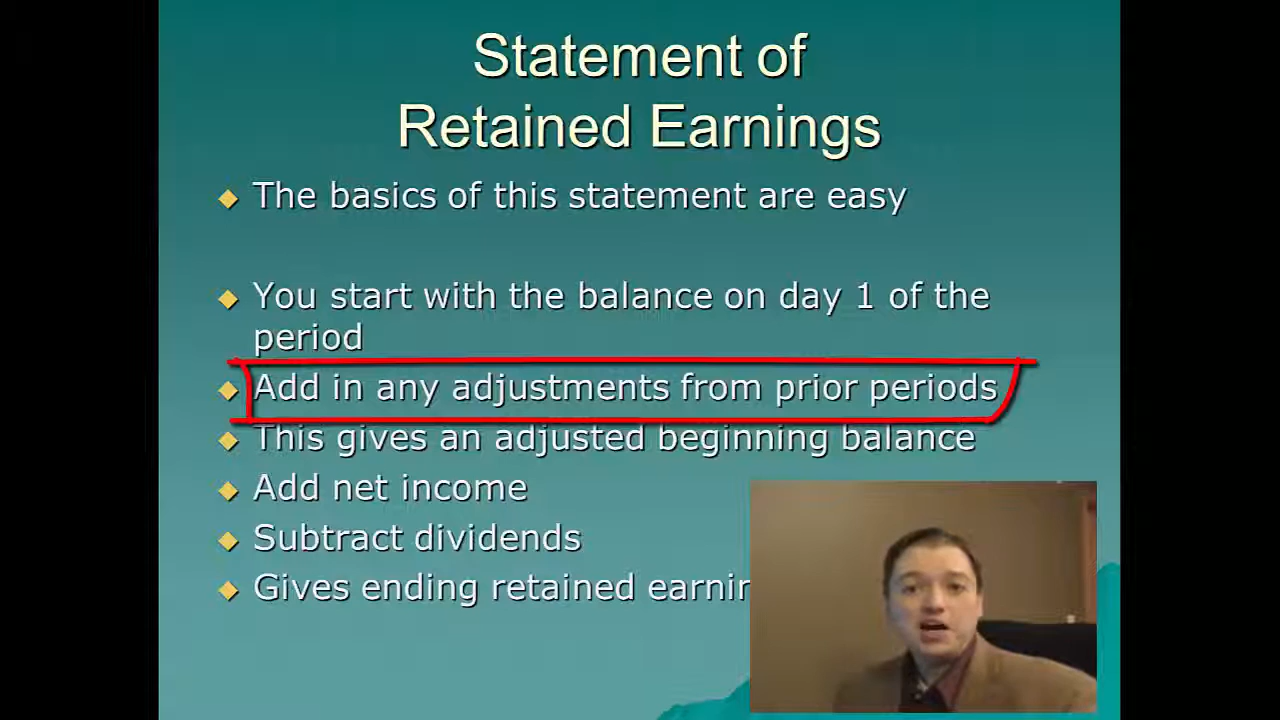 Statement of
Retained Earnings
The basics of this statement are easy
You start with the balance on day 1 of the
period
Add in any adjustments from prior periods
This gives an adjusted beginning balance
Add net income
Subtract dividends
Gives ending retained